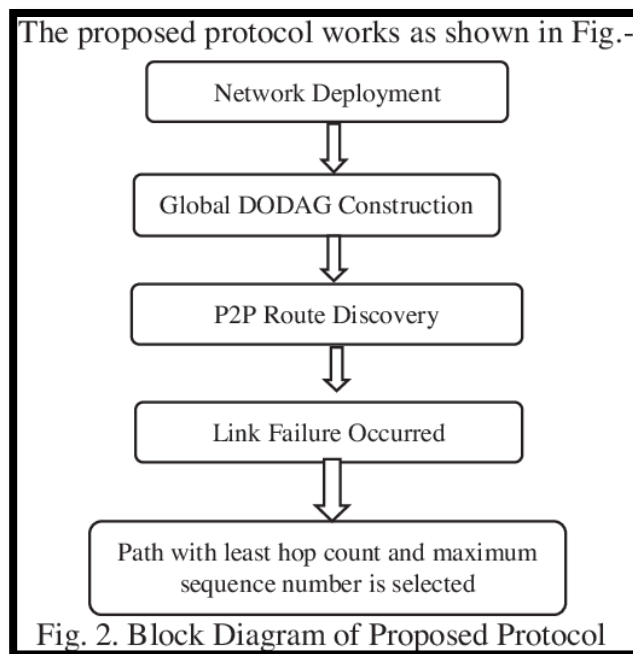 The proposed protocol works as shown in Fig.-
Network Deployment
Global DODAG Construction
P2P Route Discovery
Link Failure Occurred
Path with least hop count and maximum
sequence number is selected
Fig. 2. Block Diagram of Proposed Protocol